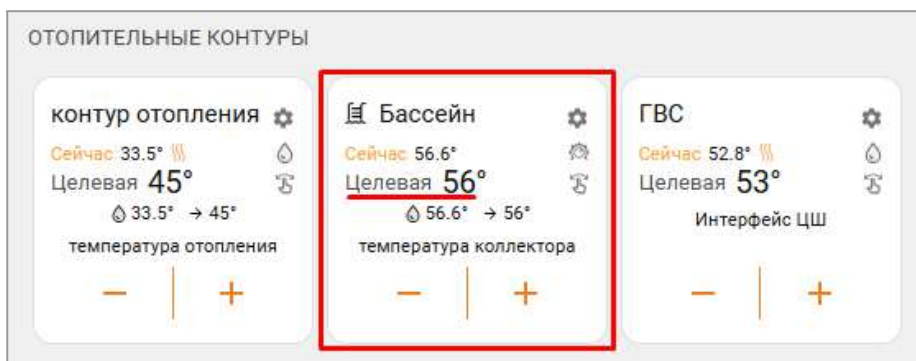 ОТОПИТЕЛЬНЫЕ КОНТУРЫ
контур отопления
Сейчас 33.5°
Целевая 45°
33.5° → 45°
температура отопления
− +
Бассейн
Сейчас 56.6°
Целевая 56°
56.6° → 56°
температура коллектора
− +
ГВС
Сейчас 52.8°
Целевая 53°
Интерфейс ЦШ
− +